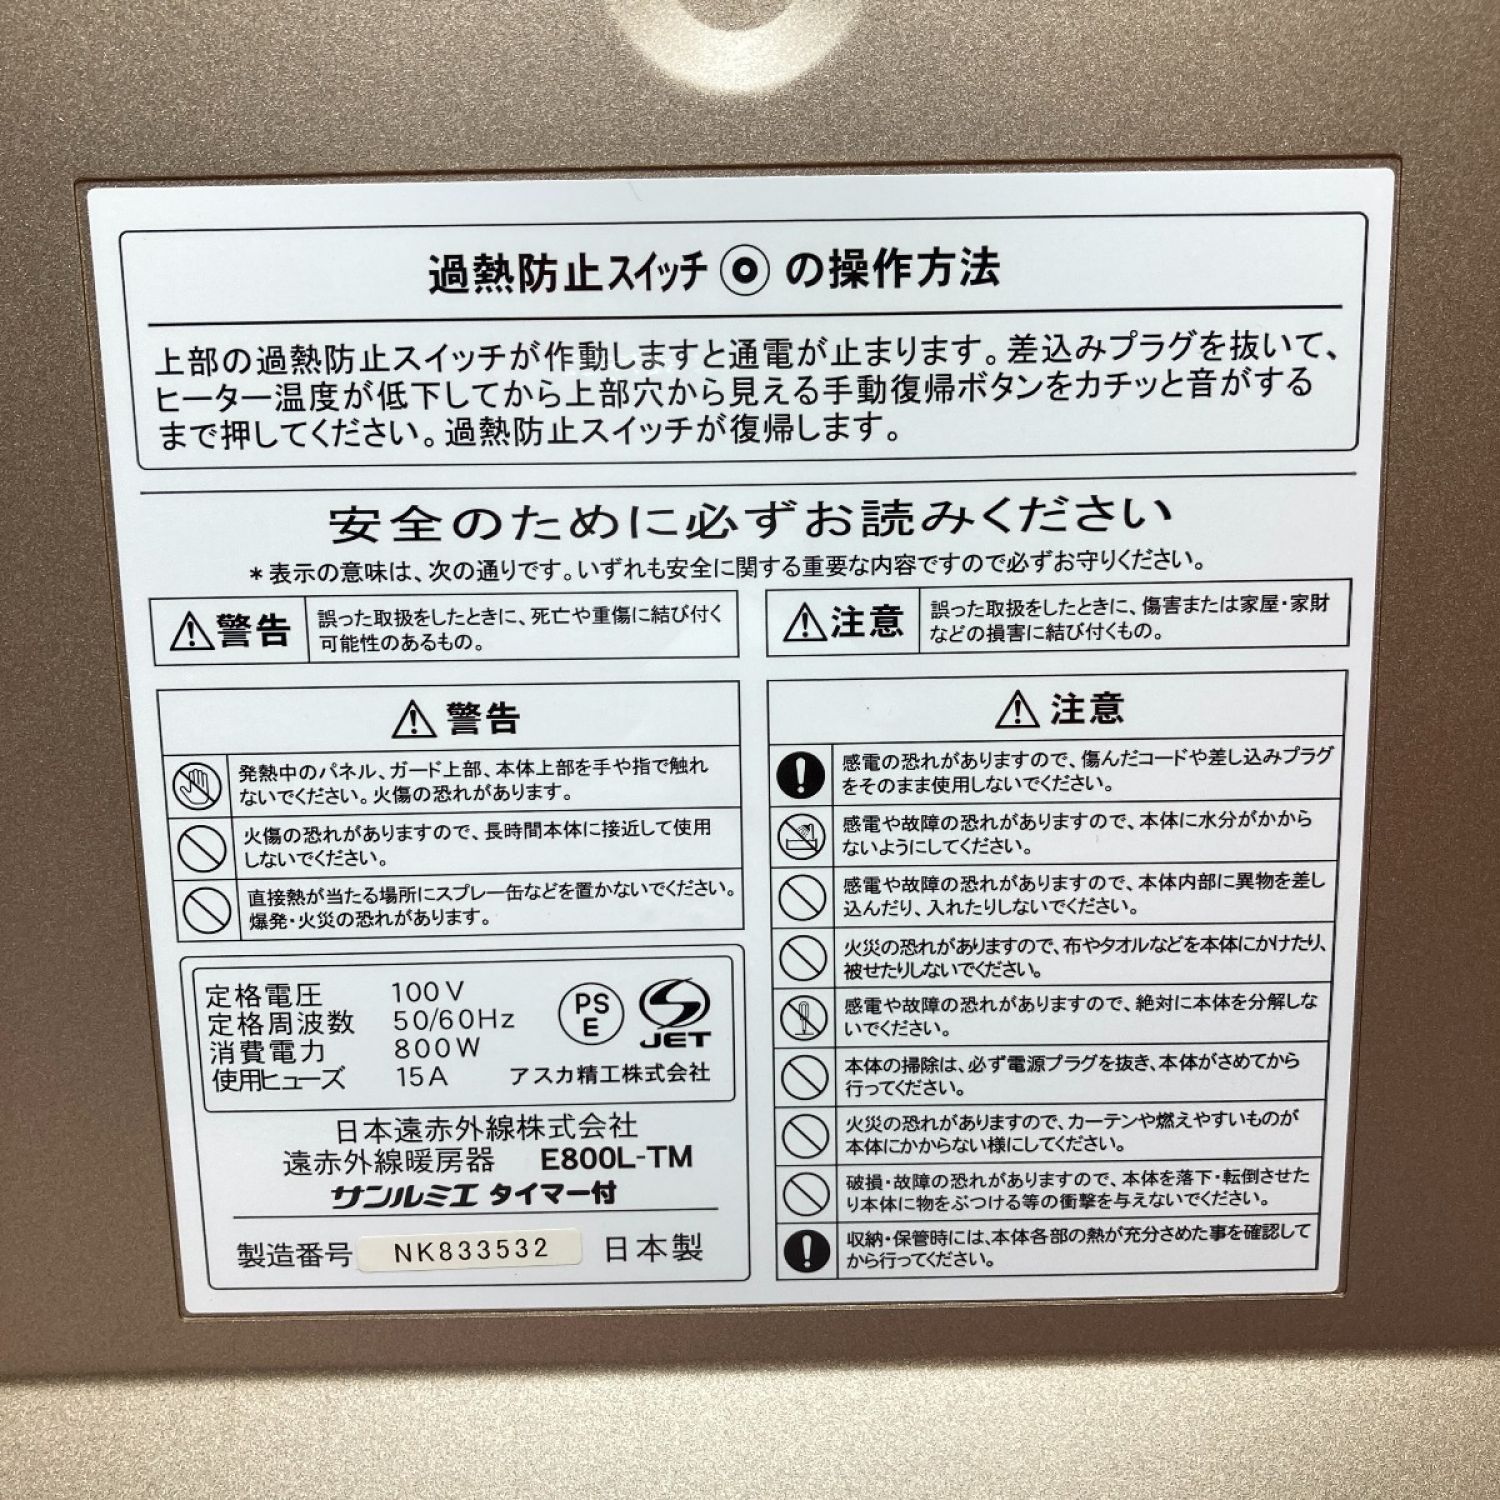 過熱防止スイッチ の操作方法
上部の過熱防止スイッチが作動しますと通電が止まります。差込みプラグを抜いて、
ヒーター温度が低下してから上部穴から見える手動復帰ボタンをカチッと音がする
まで押してください。過熱防止スイッチが復帰します。
安全のために必ずお読みください
*表示の意味は、次の通りです。いずれも安全に関する重要な内容ですので必ずお守りください。
警告
誤った取扱をしたときに、死亡や重傷に結び付く
可能性のあるもの。
注意
誤った取扱をしたときに、傷害または家屋・家財
などの損害に結び付くもの。
警告
発熱中のパネル、ガード上部、本体上部を手や指で触れ
ないでください。火傷の恐れがあります。
火傷の恐れがありますので、長時間本体に接近して使用
しないでください。
直接熱が当たる場所にスプレー缶などを置かないでください。
爆発・火災の恐れがあります。
定格電圧 100V
定格周波数 50/60Hz
消費電力 800W
使用ヒューズ 15A
PS
E
JET
アスカ精工株式会社
日本遠赤外線株式会社
遠赤外線暖房器 E800L-TM
サンルミエ タイマー付
製造番号 NK833532 日本製
注意
感電の恐れがありますので、傷んだコードや差し込みプラグ
をそのまま使用しないでください。
感電や故障の恐れがありますので、本体に水分がかから
ないようにしてください。
感電や故障の恐れがありますので、本体内部に異物を差し
込んだり、入れたりしないでください。
火災の恐れがありますので、布やタオルなどを本体にかけたり、
被せたりしないでください。
感電や故障の恐れがありますので、絶対に本体を分解しな
いでください。
本体の掃除は、必ず電源プラグを抜き、本体がさめてから
行ってください。
火災の恐れがありますので、カーテンや燃えやすいものが
本体にかからない様にしてください。
破損・故障の恐れがありますので、本体を落下・転倒させた
り本体に物をぶつける等の衝撃を与えないでください。
収納・保管時には、本体各部の熱が充分さめた事を確認して
から行ってください。